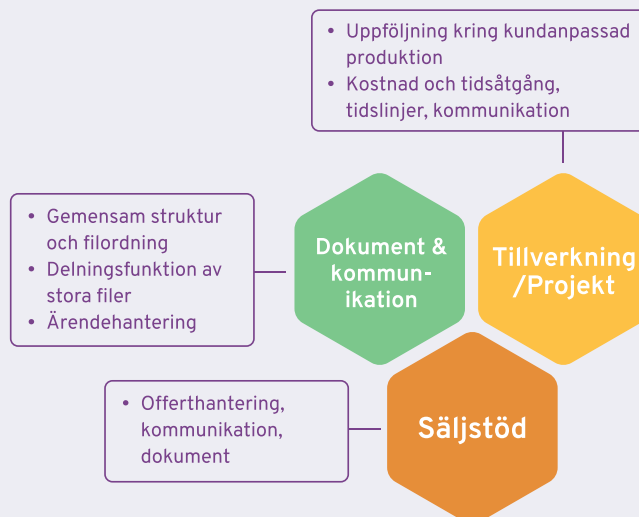 • Uppföljning kring kundanpassad
produktion
• Kostnad och tidsåtgång,
tidslinjer, kommunikation
• Gemensam struktur
och filordning
• Delningsfunktion av
stora filer
• Ärendehantering
Dokument &
kommun-
ikation
Tillverkning
/Projekt
• Offerthantering,
kommunikation,
dokument
Säljstöd